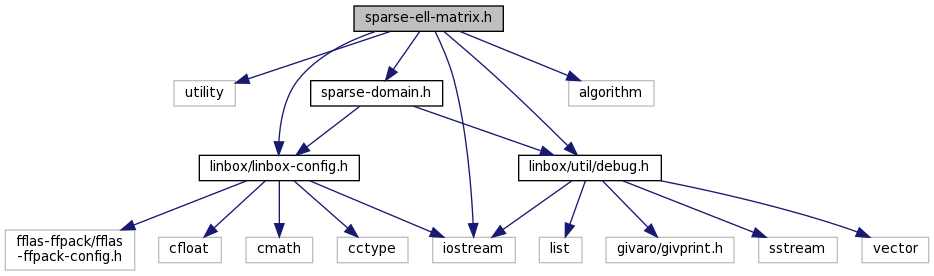 sparse-ell-matrix.h
utility
sparse-domain.h
algorithm
linbox/linbox-config.h
linbox/util/debug.h
fflas-ffpack/fflas
-ffpack-config.h
cfloat
cmath
cctype
iostream
list
givaro/givprint.h
sstream
vector